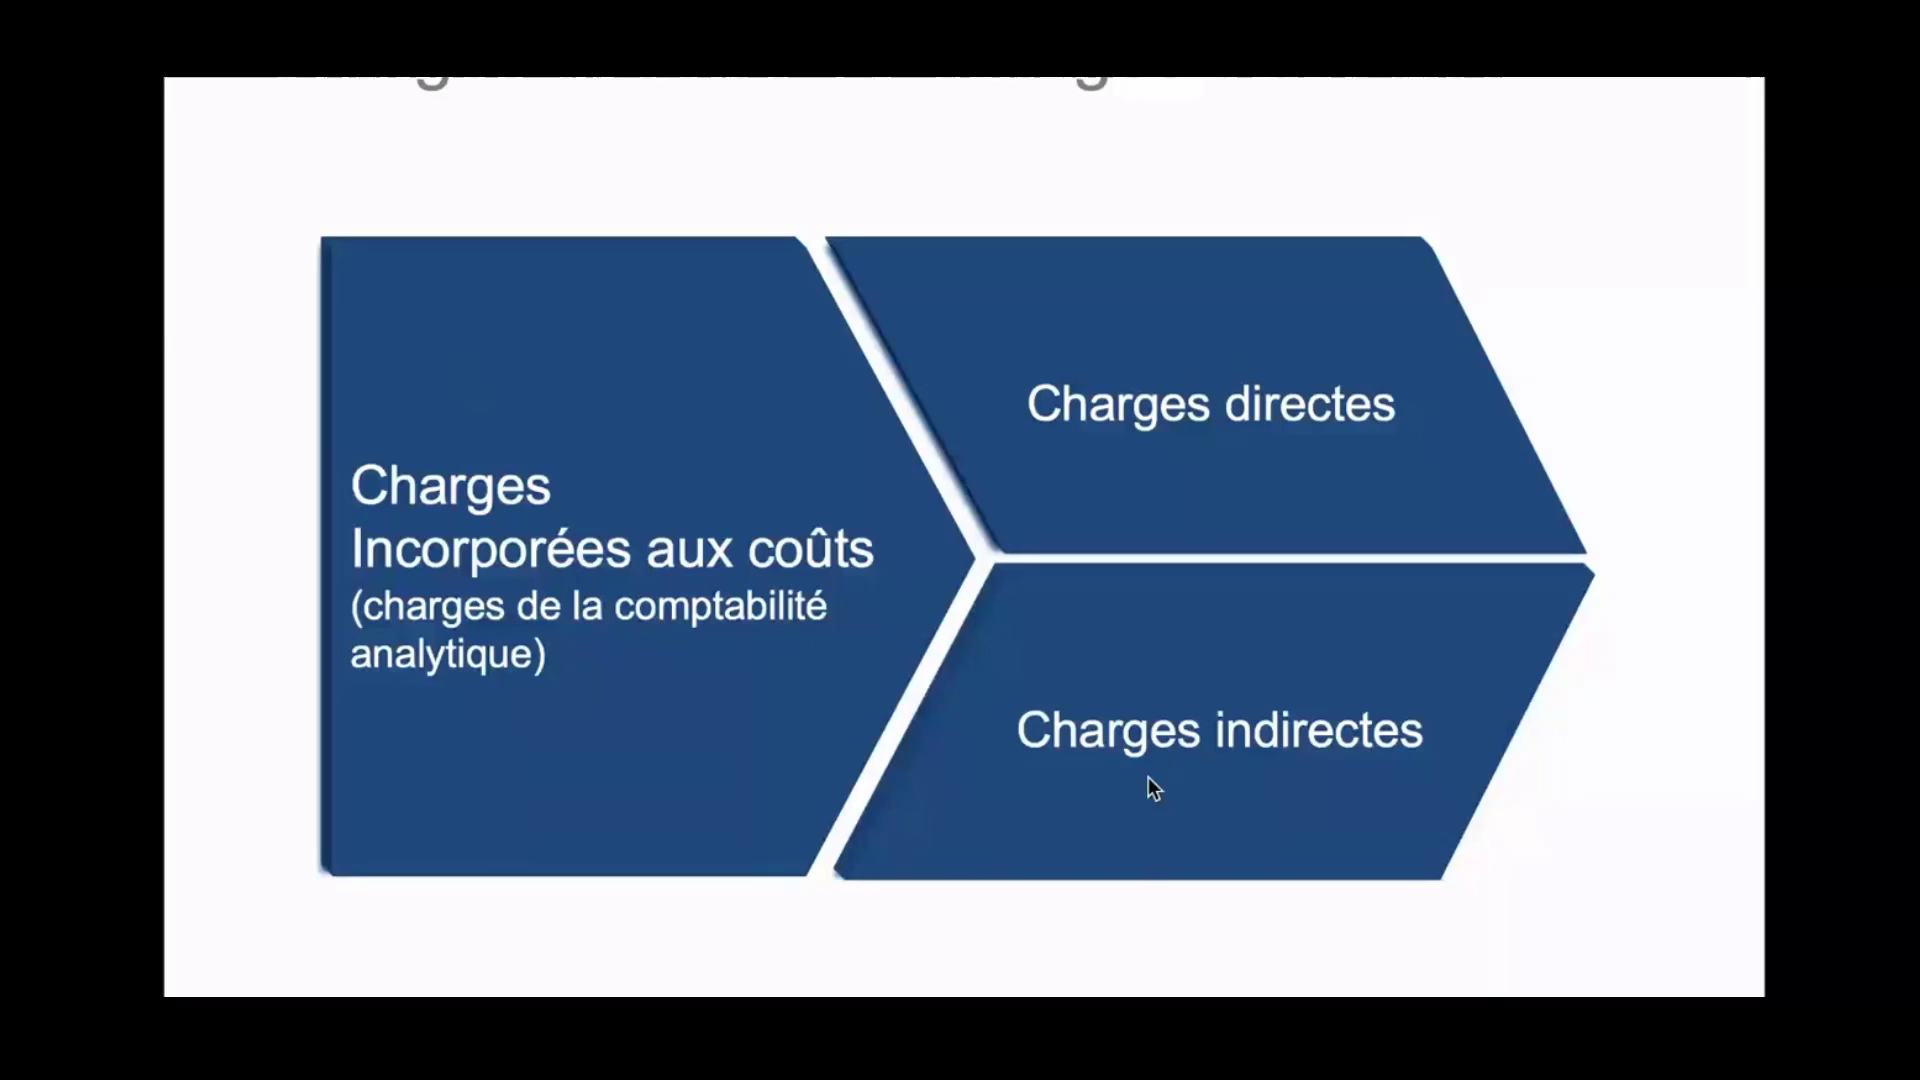 Charges
Incorporées aux coûts
(charges de la comptabilité
analytique)
Charges directes
Charges indirectes